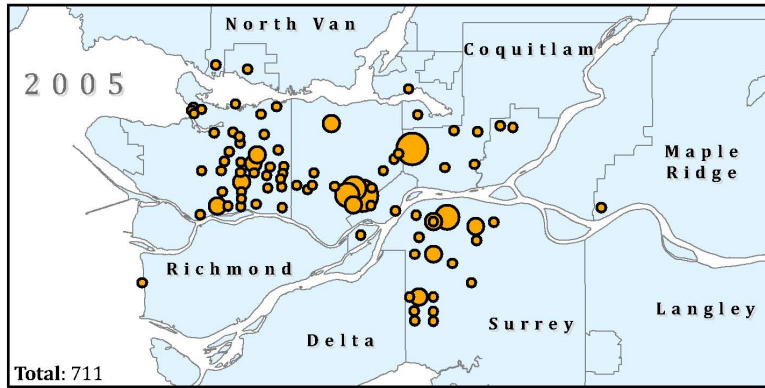 North Van
Coquitlam
2005
Maple
Ridge
Richmond
Langley
Surrey
Delta
Total: 711